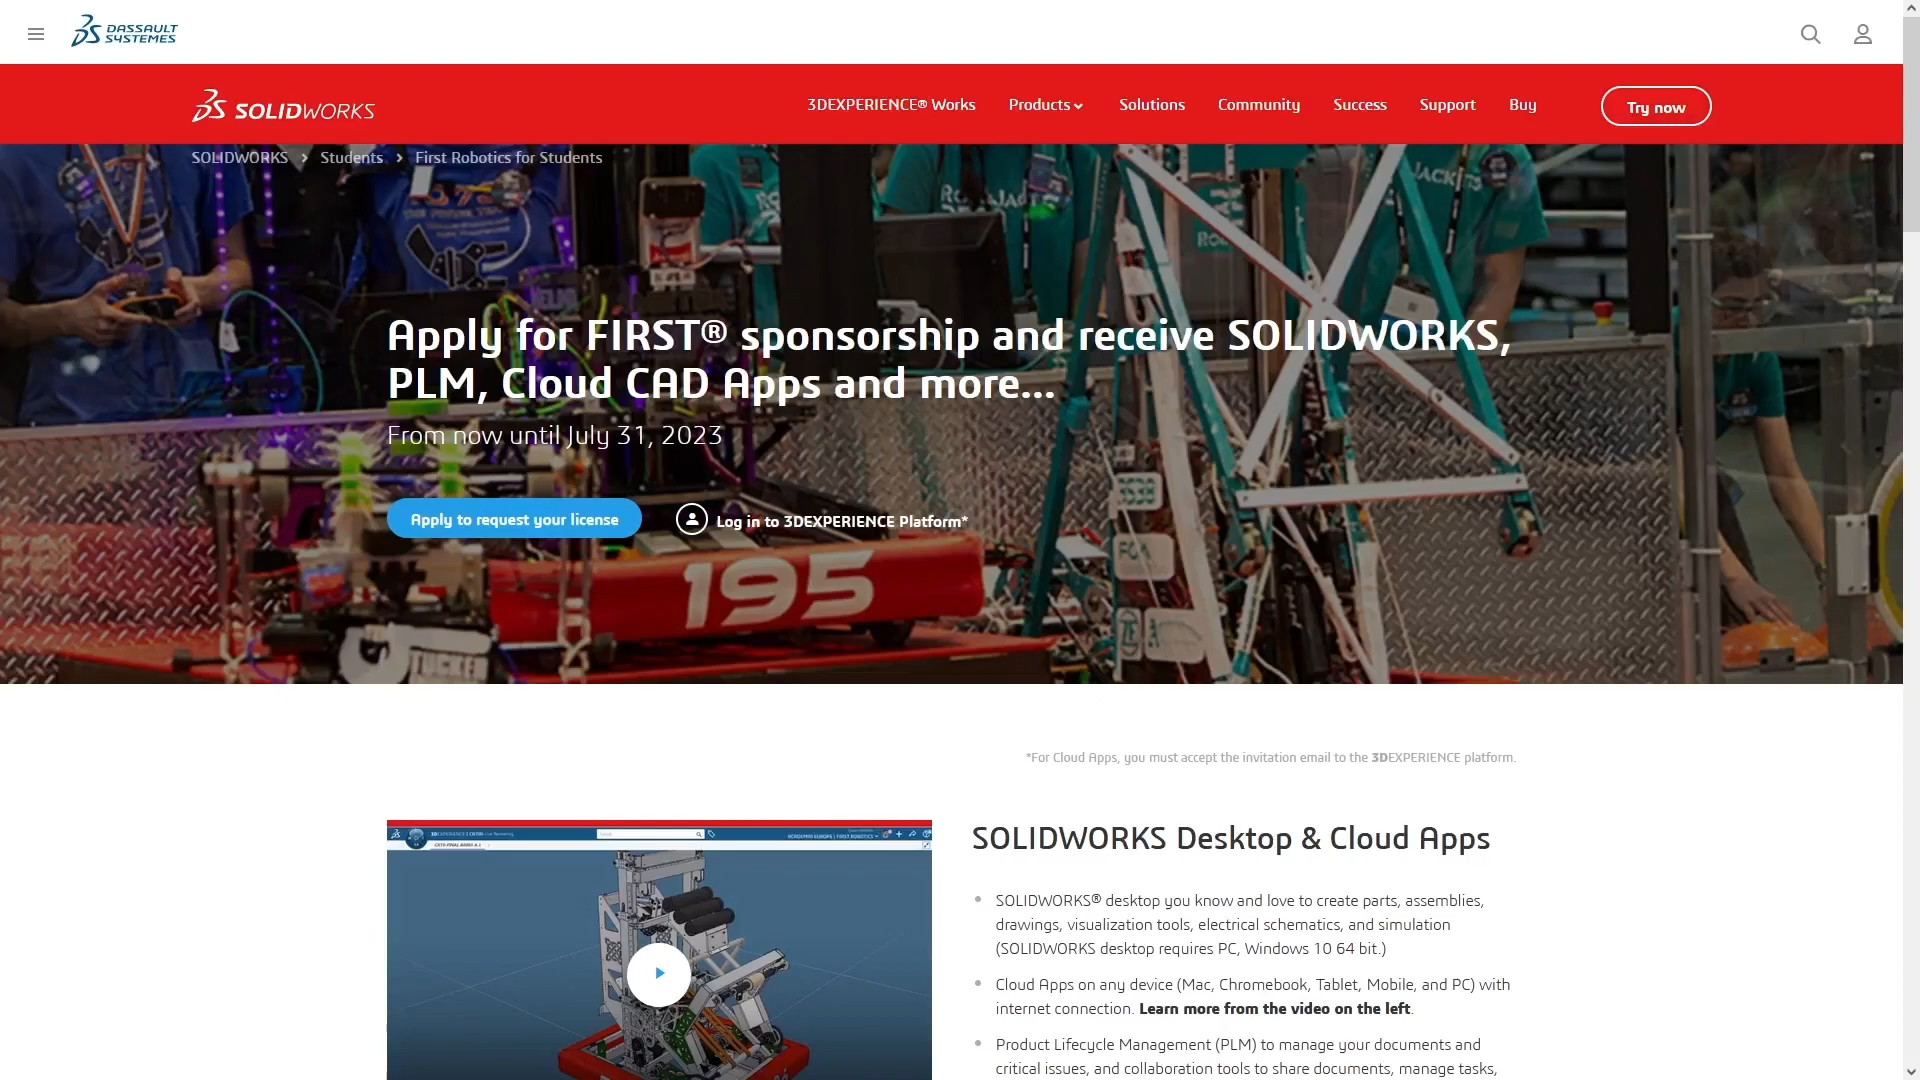 DASSAULT
SYSTEMES
SOLIDWORKS
3DEXPERIENCE® Works
Products
Solutions
Community
Success
Support
Buy
Try now
SOLIDWORKS
Students
First Robotics for Students
JACKITS
Apply for FIRST® sponsorship and receive SOLIDWORKS,
PLM, Cloud CAD Apps and more...
From now until July 31, 2023
Apply to request your license
Log in to 3DEXPERIENCE Platform*
195
FOX
TUCKER
*For Cloud Apps, you must accept the invitation email to the 3DEXPERIENCE platform.
SOLIDWORKS Desktop & Cloud Apps
SOLIDWORKS® desktop you know and love to create parts, assemblies,
drawings, visualization tools, electrical schematics, and simulation
(SOLIDWORKS desktop requires PC, Windows 10 64 bit.)
Cloud Apps on any device (Mac, Chromebook, Tablet, Mobile, and PC) with
internet connection. Learn more from the video on the left.
Product Lifecycle Management (PLM) to manage your documents and
critical issues, and collaboration tools to share documents, manage tasks,